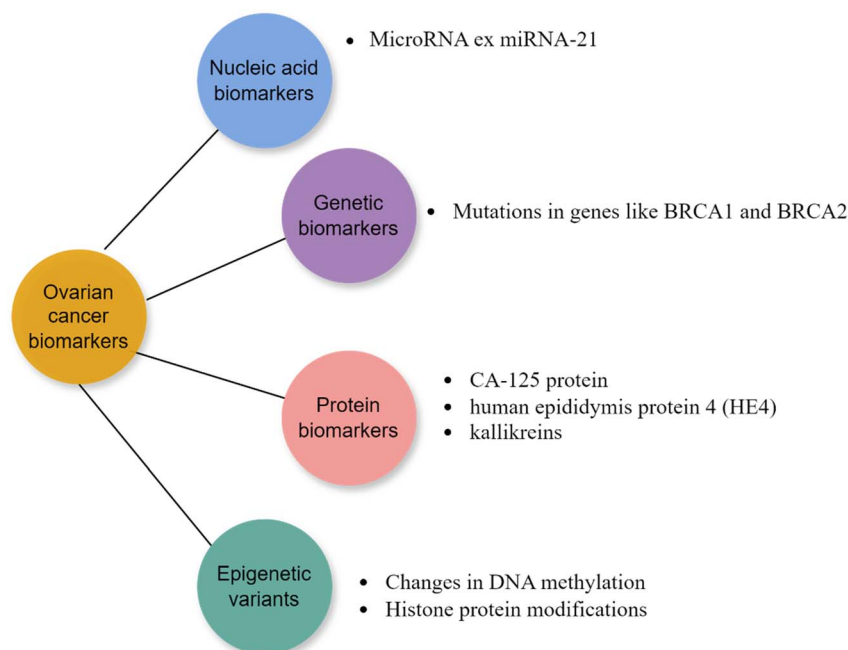 Nucleic acid
biomarkers
• MicroRNA ex miRNA-21
Genetic
biomarkers
• Mutations in genes like BRCA1 and BRCA2
Ovarian
cancer
biomarkers
Protein
biomarkers
• CA-125 protein
• human epididymis protein 4 (HE4)
• kallikreins
Epigenetic
variants
• Changes in DNA methylation
• Histone protein modifications